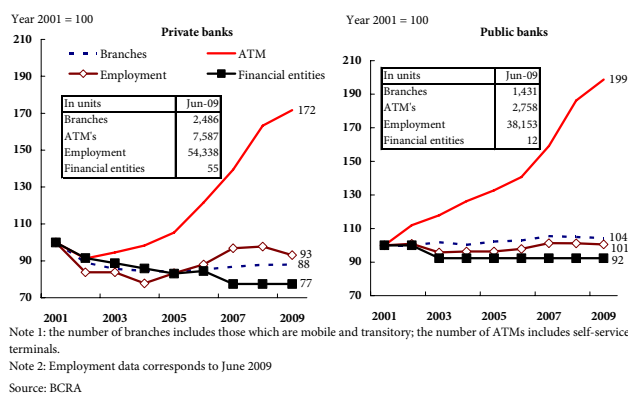 Year 2001 = 100
Private banks
210
190
170
150
130
110
90
70
Branches
ATM
Employment
Financial entities
In units Jun-09
Branches 2,486
ATM's 7,587
Employment 54,338
Financial entities 55
172
93
88
77
2001 2003 2005 2007 2009
Year 2001 = 100
Public banks
210
190
170
150
130
110
90
70
In units Jun-09
Branches 1,431
ATM's 2,758
Employment 38,153
Financial entities 12
199
104
101
92
2001 2003 2005 2007 2009
Note 1: the number of branches includes those which are mobile and transitory; the number of ATMs includes self-service
terminals.
Note 2: Employment data corresponds to June 2009
Source: BCRA